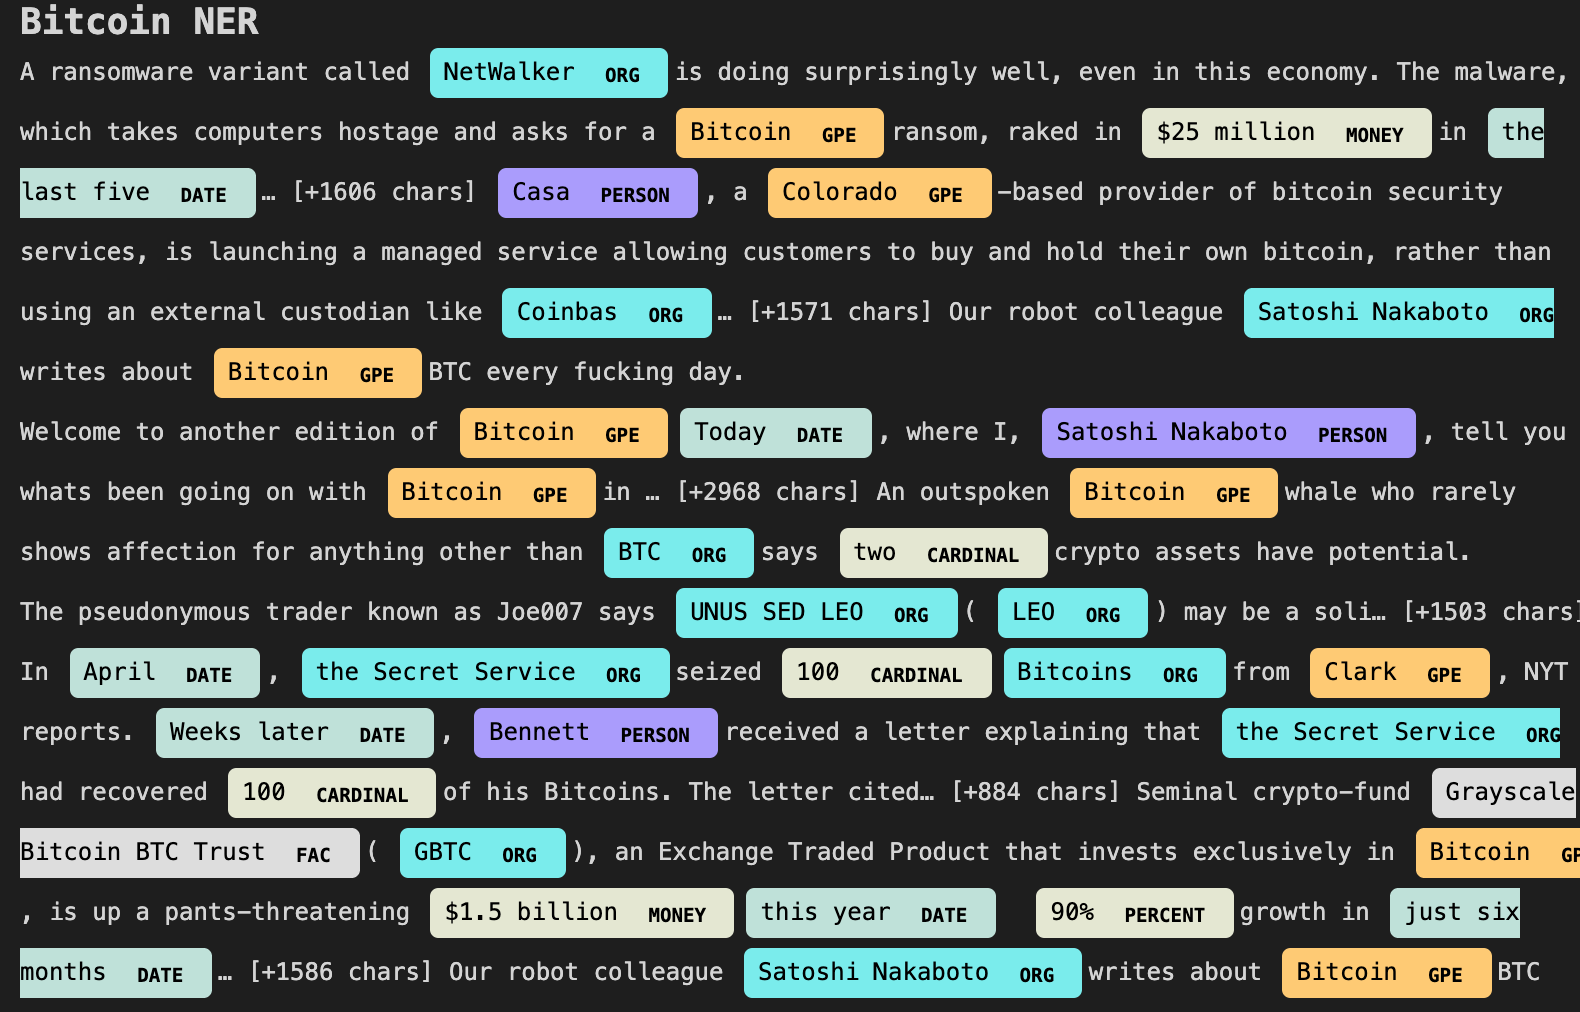 Bitcoin NER
A ransomware variant called NetWalker ORG is doing surprisingly well, even in this economy. The malware,
which takes computers hostage and asks for a Bitcoin GPE ransom, raked in $25 million MONEY in the
last five DATE … [+1606 chars] Casa PERSON , a Colorado GPE -based provider of bitcoin security
services, is launching a managed service allowing customers to buy and hold their own bitcoin, rather than
using an external custodian like Coinbas ORG … [+1571 chars] Our robot colleague Satoshi Nakaboto ORG
writes about Bitcoin GPE BTC every fucking day.
Welcome to another edition of Bitcoin GPE Today DATE , where I, Satoshi Nakaboto PERSON , tell you
whats been going on with Bitcoin GPE in … [+2968 chars] An outspoken Bitcoin GPE whale who rarely
shows affection for anything other than BTC ORG says two CARDINAL crypto assets have potential.
The pseudonymous trader known as Joe007 says UNUS SED LEO ORG ( LEO ORG ) may be a soli… [+1503 chars]
In April DATE , the Secret Service ORG seized 100 CARDINAL Bitcoins ORG from Clark GPE , NYT
reports. Weeks later DATE , Bennett PERSON received a letter explaining that the Secret Service ORG
had recovered 100 CARDINAL of his Bitcoins. The letter cited… [+884 chars] Seminal crypto-fund Grayscale
Bitcoin BTC Trust FAC ( GBTC ORG ), an Exchange Traded Product that invests exclusively in Bitcoin GP
, is up a pants-threatening $1.5 billion MONEY this year DATE 90% PERCENT growth in just six
months DATE … [+1586 chars] Our robot colleague Satoshi Nakaboto ORG writes about Bitcoin GPE BTC